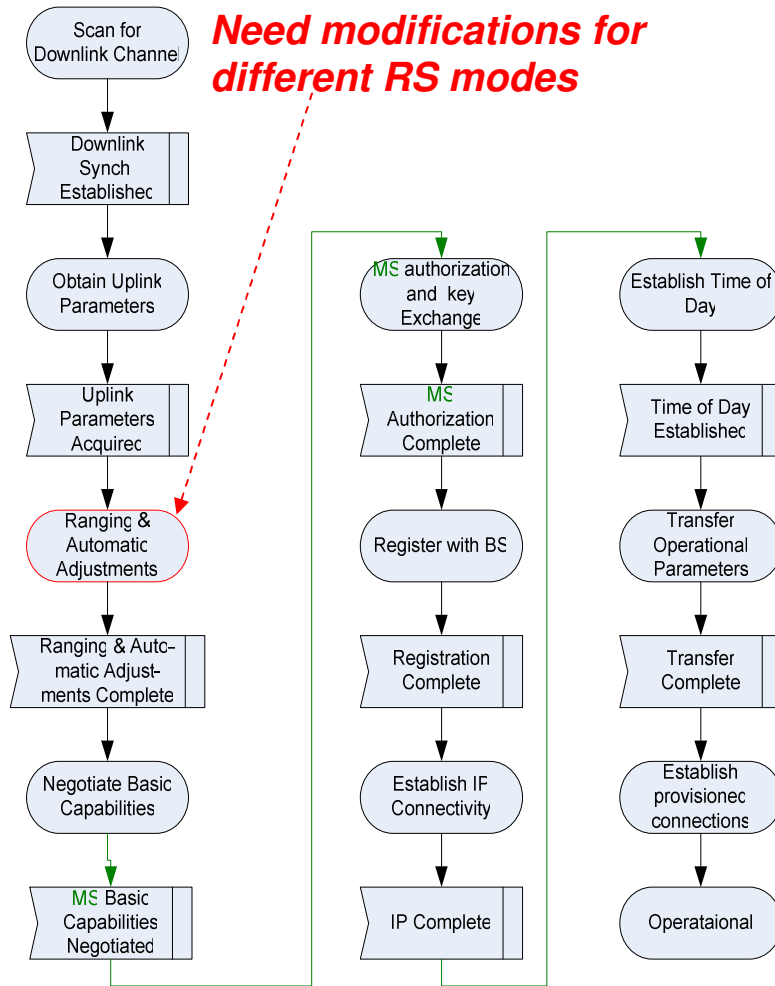 Need modifications for
different RS modes
Scan for
Downlink Channel
Downlink
Synch
Established
Obtain Uplink
Parameters
Uplink
Parameters
Acquired
Ranging &
Automatic
Adjustments
Ranging & Auto-
matic Adjust-
ments Complete
Negotiate Basic
Capabilities
MS Basic
Capabilities
Negotiated
MS authorization
and key
Exchange
MS
Authorization
Complete
Register with BS
Registration
Complete
Establish IP
Connectivity
IP Complete
Establish Time of
Day
Time of Day
Established
Transfer
Operational
Parameters
Transfer
Complete
Establish
provisioned
connections
Operataional